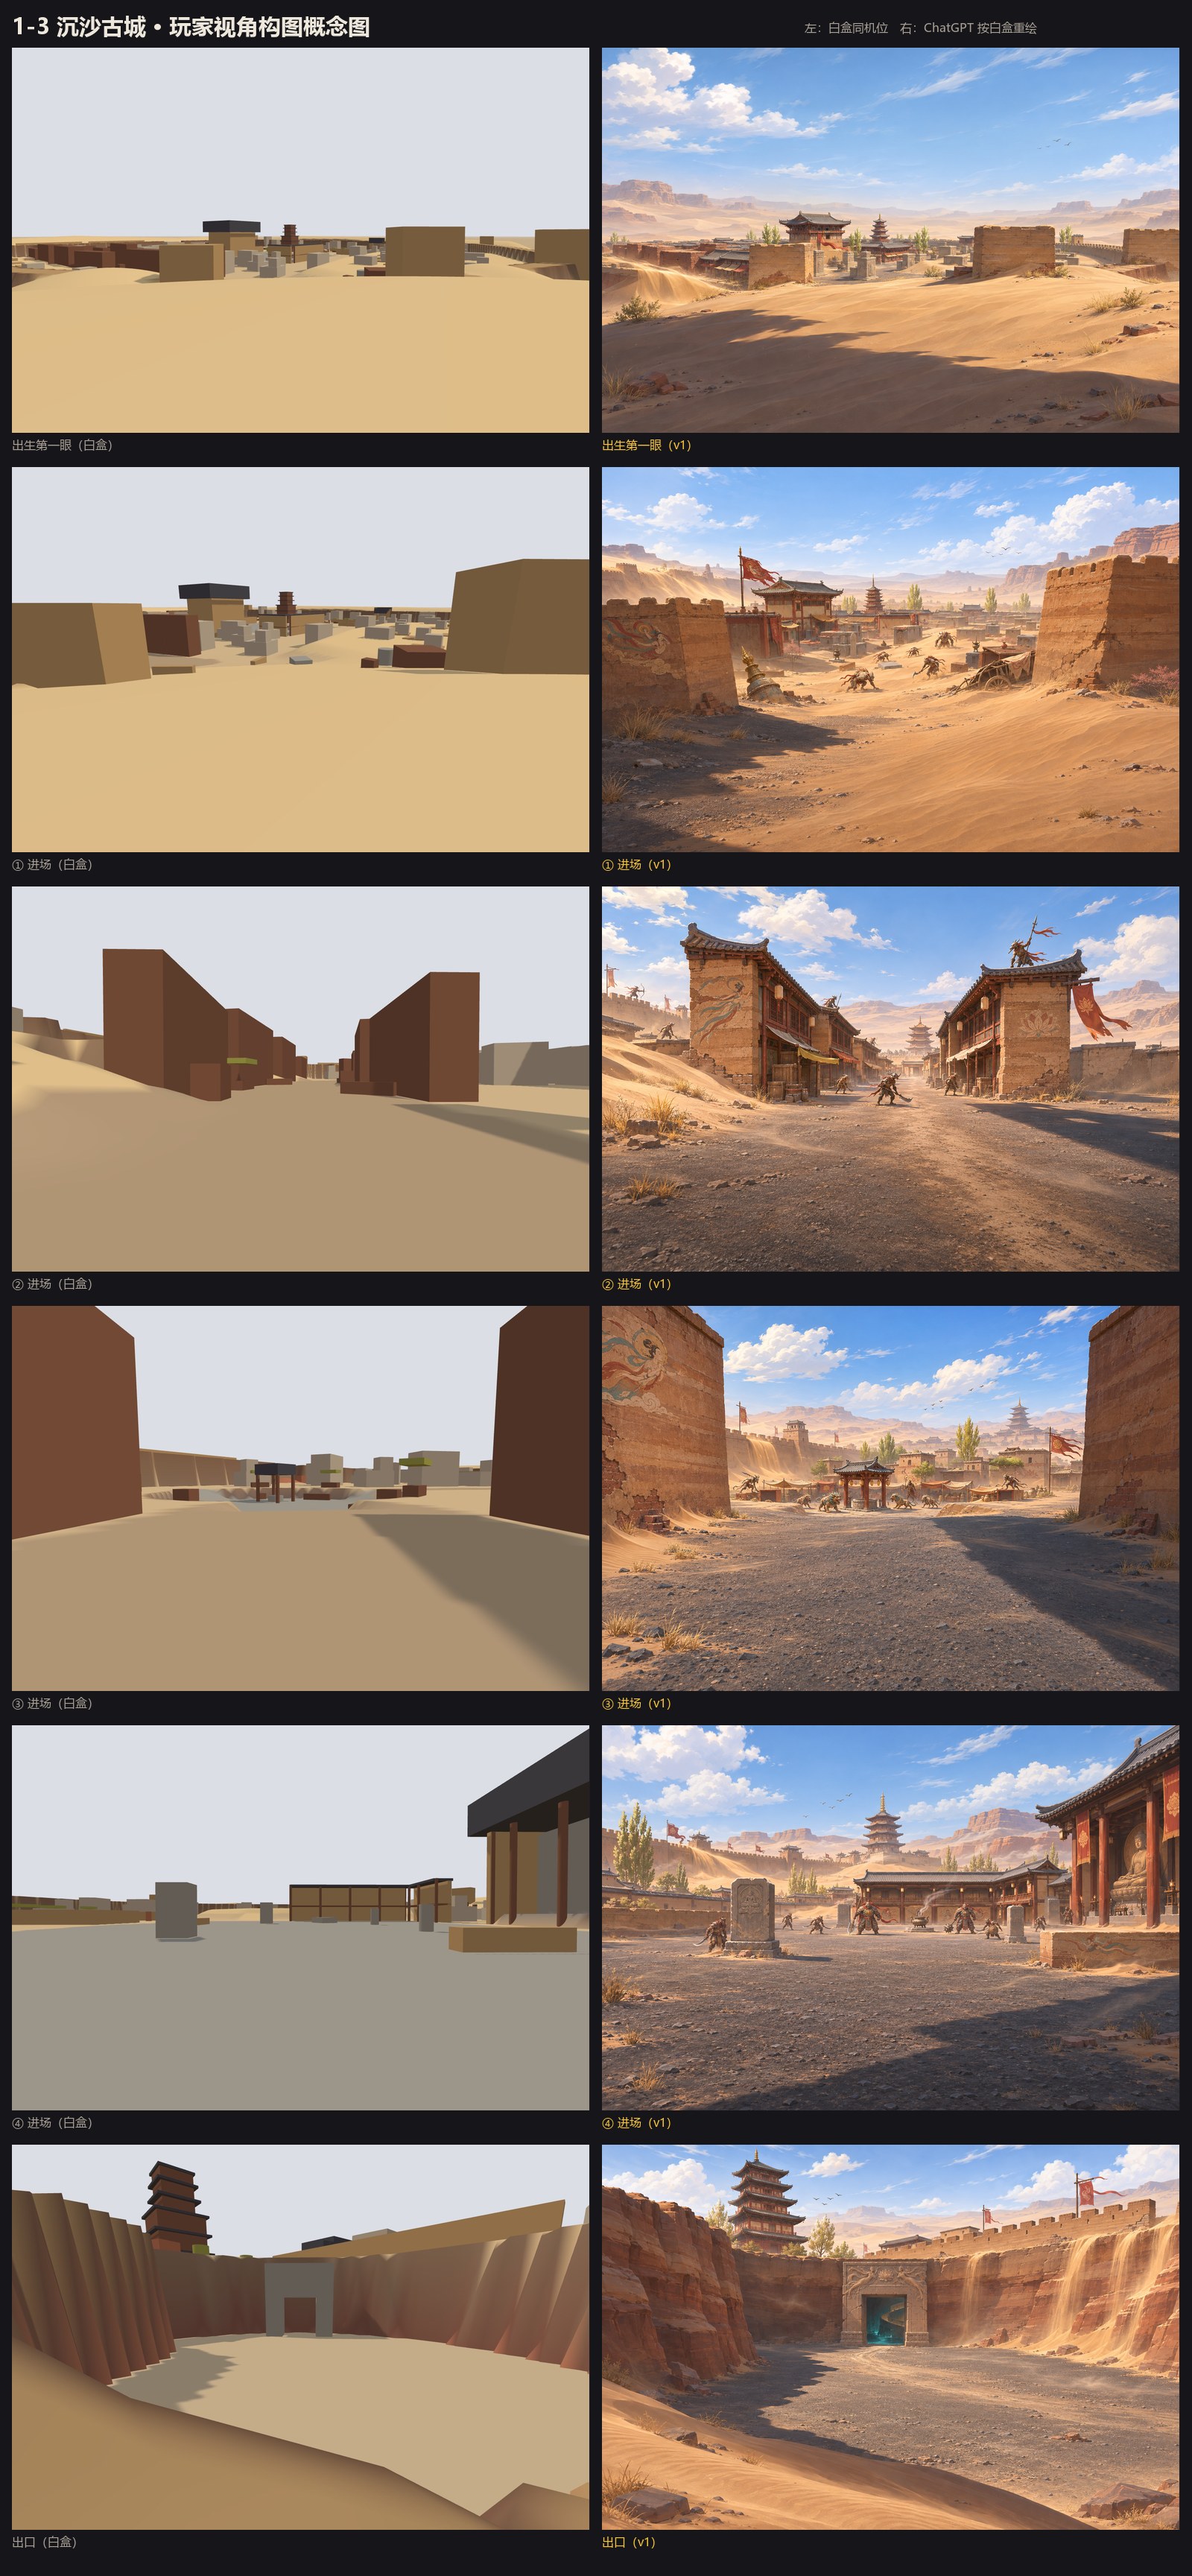 1-3 沉沙古城 • 玩家视角构图概念图
左：白盒同机位 右：ChatGPT 按白盒重绘
出生第一眼（白盒）
出生第一眼（v1）
① 进场（白盒）
① 进场（v1）
② 进场（白盒）
② 进场（v1）
③ 进场（白盒）
③ 进场（v1）
④ 进场（白盒）
④ 进场（v1）
出口（白盒）
出口（v1）